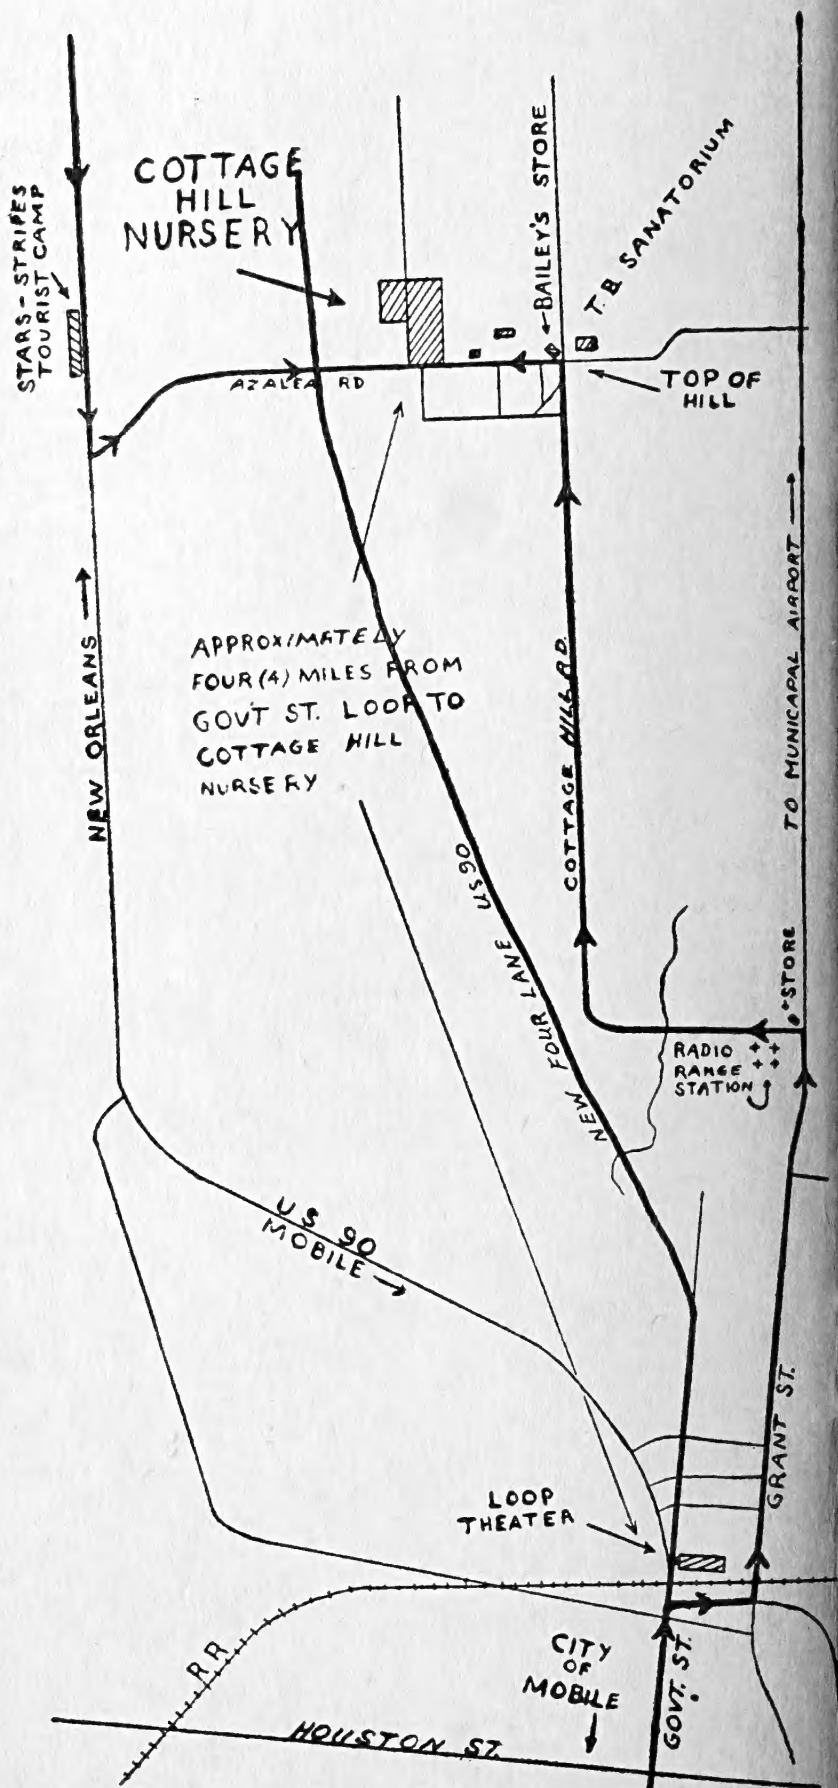 STARS-STRIPES
TOURIST CAMP
COTTAGE
HILL
NURSERY
BAILEY'S STORE
T.B. SANATORIUM
AZALEA RD
TOP OF
HILL
NEW ORLEANS
APPROXIMATELY
FOUR (4) MILES FROM
GOV'T ST. LOOP TO
COTTAGE HILL
NURSERY
COTTAGE HILL RD.
TO MUNICAPAL AIRPORT
NEW FOUR LANE US 90
STORE
RADIO
RANGE
STATION
US 90
MOBILE
GRANT ST.
LOOP
THEATER
RR
CITY
OF
MOBILE
GOVT. ST.
HOUSTON ST.